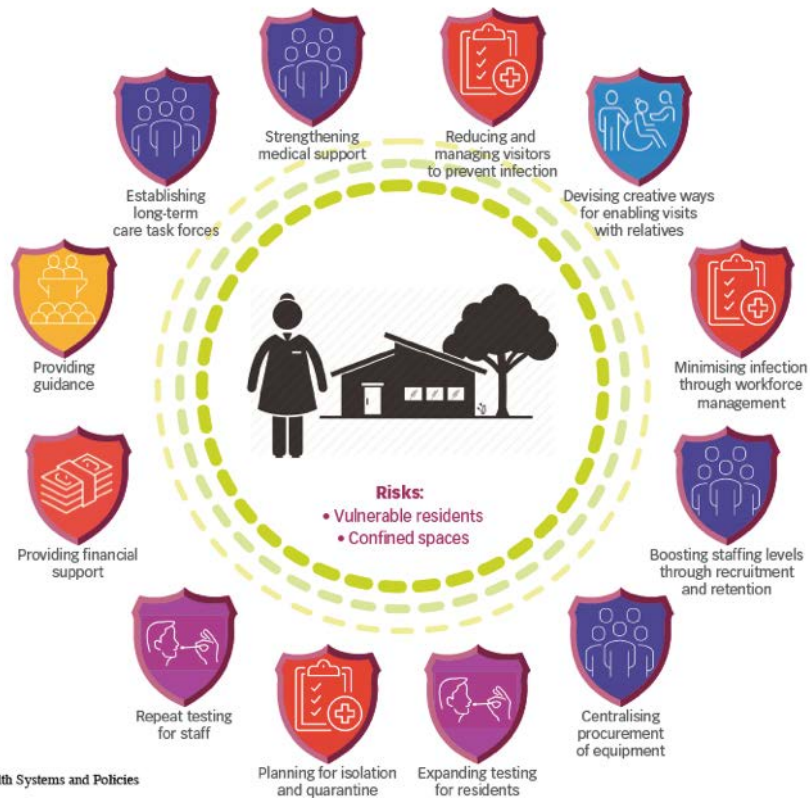 Strengthening
medical support
Reducing and
managing visitors
to prevent infection
Devising creative ways
for enabling visits
with relatives
Minimising infection
through workforce
management
Boosting staffing levels
through recruitment
and retention
Centralising
procurement
of equipment
Expanding testing
for residents
Planning for isolation
and quarantine
Repeat testing
for staff
Providing financial
support
Providing
guidance
Establishing
long-term
care task forces
Risks:
• Vulnerable residents
• Confined spaces
Systems and Policies